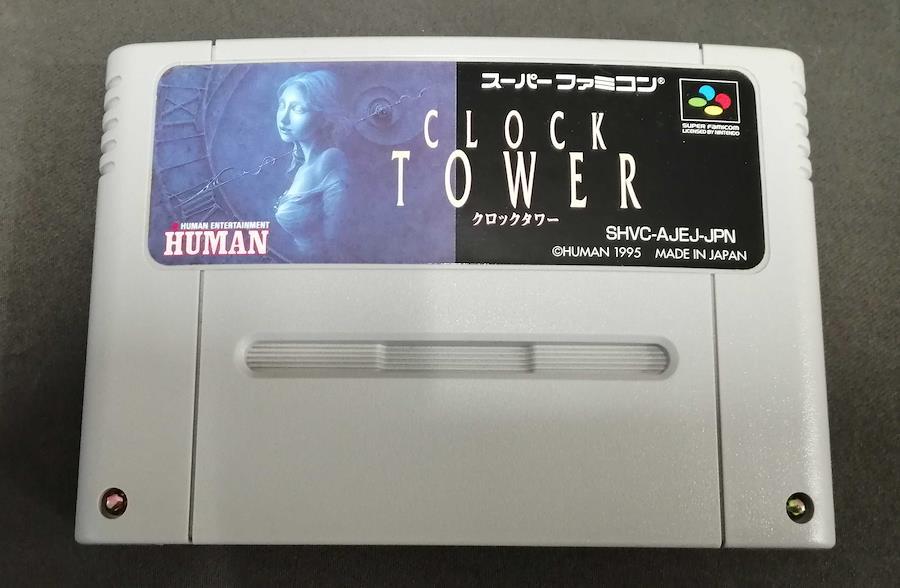 スーパーファミコン®
CLOCK
TOWER
クロックタワー
SUPER FAMICOM
LICENSED BY NINTENDO
HUMAN ENTERTAINMENT
HUMAN
SHVC-AJEJ-JPN
©HUMAN 1995 MADE IN JAPAN